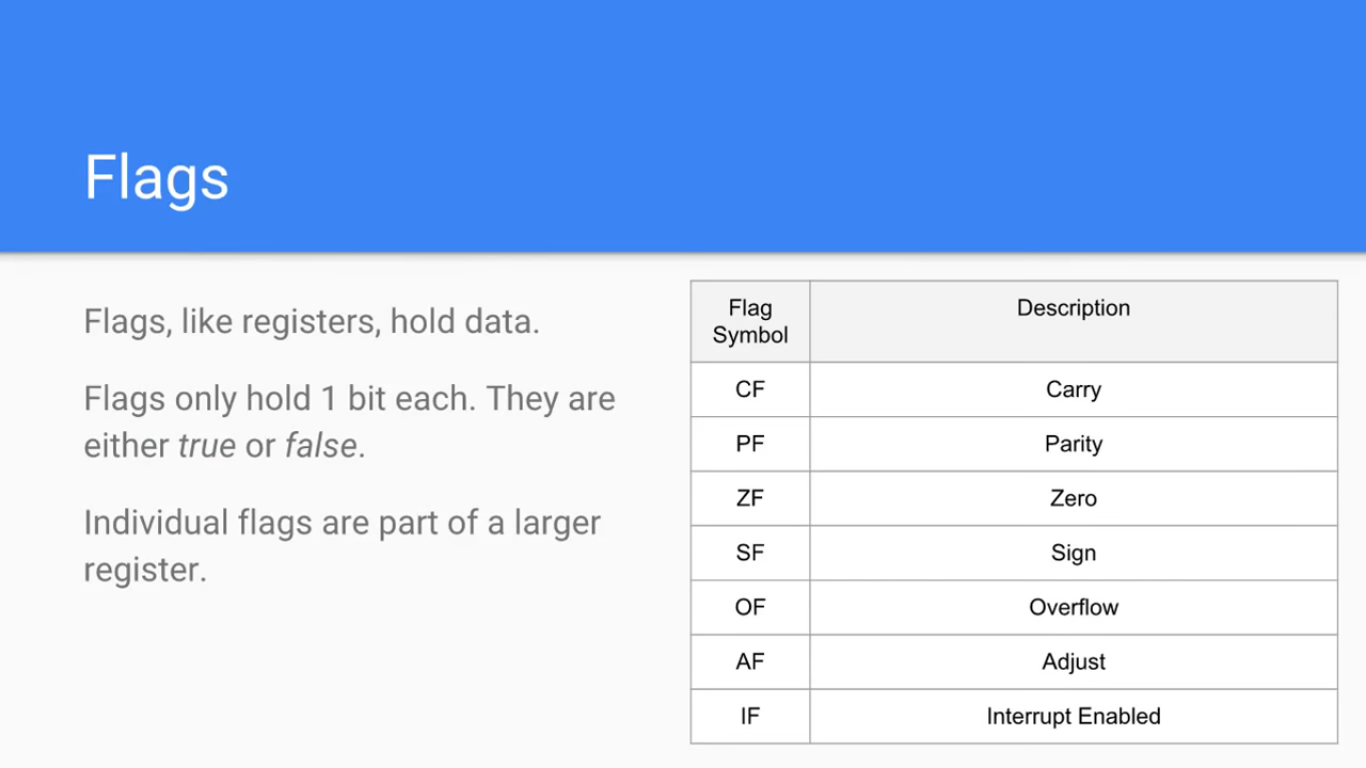 Flags
Flags, like registers, hold data.
Flags only hold 1 bit each. They are
either true or false.
Individual flags are part of a larger
register.
Flag
Symbol
Description
CF
Carry
PF
Parity
ZF
Zero
SF
Sign
OF
Overflow
AF
Adjust
IF
Interrupt Enabled